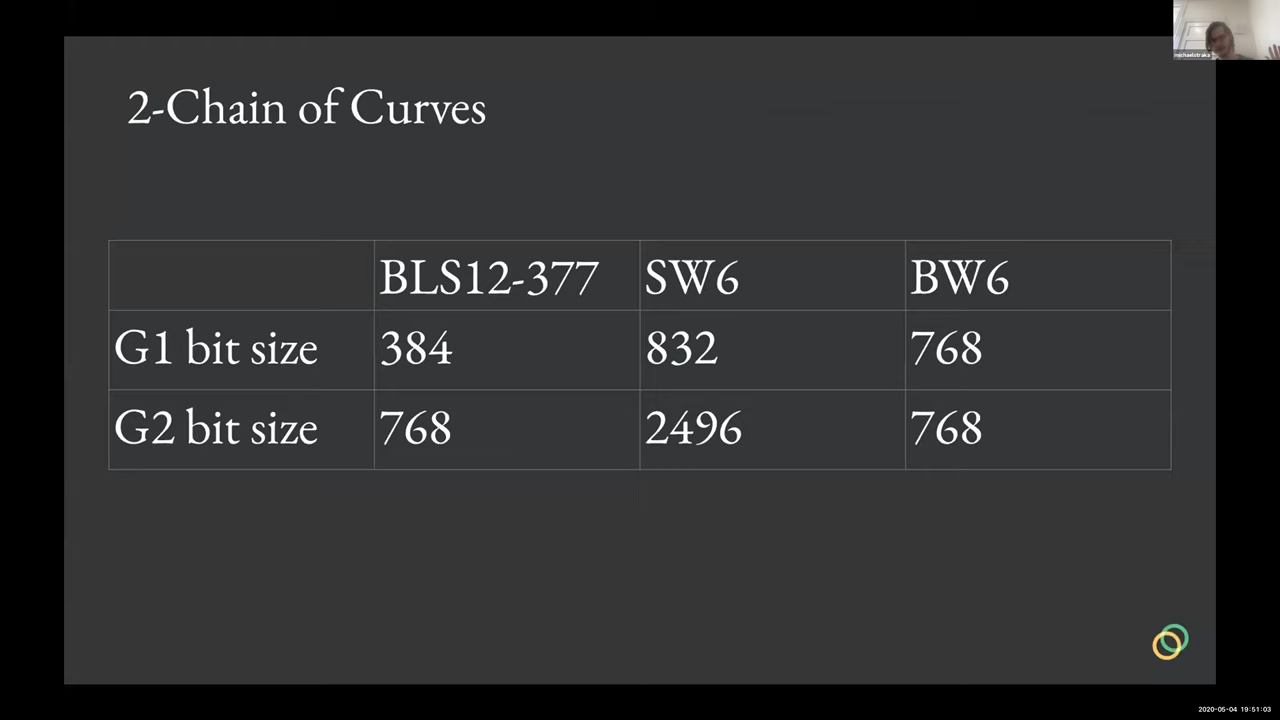 michaelstraka
2-Chain of Curves
BLS12-377 SW6 BW6
G1 bit size 384 832 768
G2 bit size 768 2496 768
2020-05-04 19:51:03